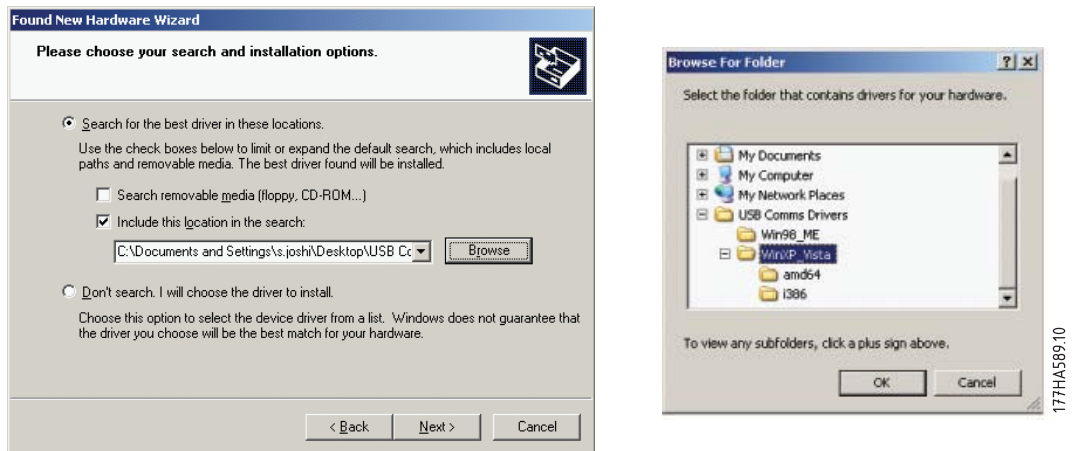 Found New Hardware Wizard
Please choose your search and installation options.
Search for the best driver in these locations.
Use the check boxes below to limit or expand the default search, which includes local
paths and removable media. The best driver found will be installed.
Search removable media (floppy, CD-ROM...)
Include this location in the search:
C:\Documents and Settings\s.joshi\Desktop\USB Cc
Browse
Don't search. I will choose the driver to install.
Choose this option to select the device driver from a list. Windows does not guarantee that
the driver you choose will be the best match for your hardware.
< Back
Next >
Cancel
Browse For Folder
Select the folder that contains drivers for your hardware.
My Documents
My Computer
My Network Places
USB Comms Drivers
Win98_ME
WinXP_Vista
amd64
i386
To view any subfolders, click a plus sign above.
OK
Cancel
177HA589.10